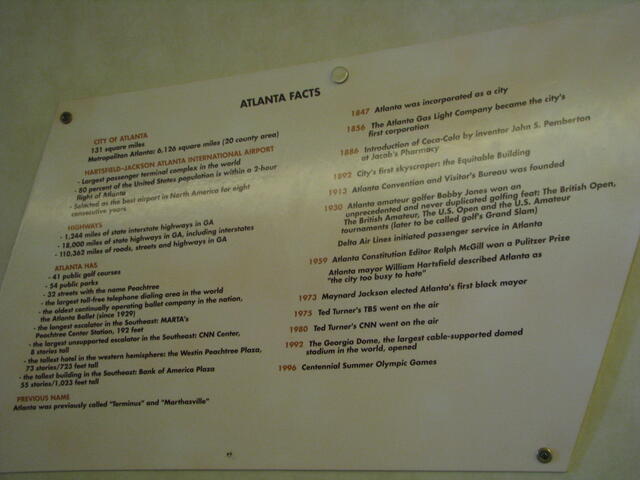 ATLANTA FACTS
CITY OF ATLANTA
131 square miles
Metropolitan Atlanta: 6,126 square miles (20 county area)
HARTSFIELD-JACKSON ATLANTA INTERNATIONAL AIRPORT
- Largest passenger terminal complex in the world
- 80 percent of the United States population is within a 2-hour
flight of Atlanta
- Selected as the best airport in North America for eight
consecutive years
HIGHWAYS
- 1,244 miles of state interstate highways in GA
- 18,000 miles of state highways in GA, including interstates
- 110,362 miles of roads, streets and highways in GA
ATLANTA HAS
- 41 public golf courses
- 54 public parks
- 32 streets with the name Peachtree
- the largest toll-free telephone dialing area in the world
- the oldest continually operating ballet company in the nation,
the Atlanta Ballet (since 1929)
- the longest escalator in the Southeast: MARTA's
Peachtree Center Station, 192 feet
- the largest unsupported escalator in the Southeast: CNN Center,
8 stories tall
- the tallest hotel in the western hemisphere: the Westin Peachtree Plaza,
73 stories/723 feet tall
- the tallest building in the Southeast: Bank of America Plaza
55 stories/1,023 feet tall
PREVIOUS NAME
Atlanta was previously called "Terminus" and "Marthasville"
1847 Atlanta was incorporated as a city
1856 The Atlanta Gas Light Company became the city's
first corporation
1886 Introduction of Coca-Cola by inventor John S. Pemberton
at Jacob's Pharmacy
1892 City's first skyscraper: the Equitable Building
1913 Atlanta Convention and Visitor's Bureau was founded
1930 Atlanta amateur golfer Bobby Jones won an
unprecedented and never duplicated golfing feat: The British Open,
The British Amateur, The U.S. Open and the U.S. Amateur
tournaments (later to be called golf's Grand Slam)
Delta Air Lines initiated passenger service in Atlanta
1959 Atlanta Constitution Editor Ralph McGill won a Pulitzer Prize
Atlanta mayor William Hartsfield described Atlanta as
"the city too busy to hate"
1973 Maynard Jackson elected Atlanta's first black mayor
1975 Ted Turner's TBS went on the air
1980 Ted Turner's CNN went on the air
1992 The Georgia Dome, the largest cable-supported domed
stadium in the world, opened
1996 Centennial Summer Olympic Games